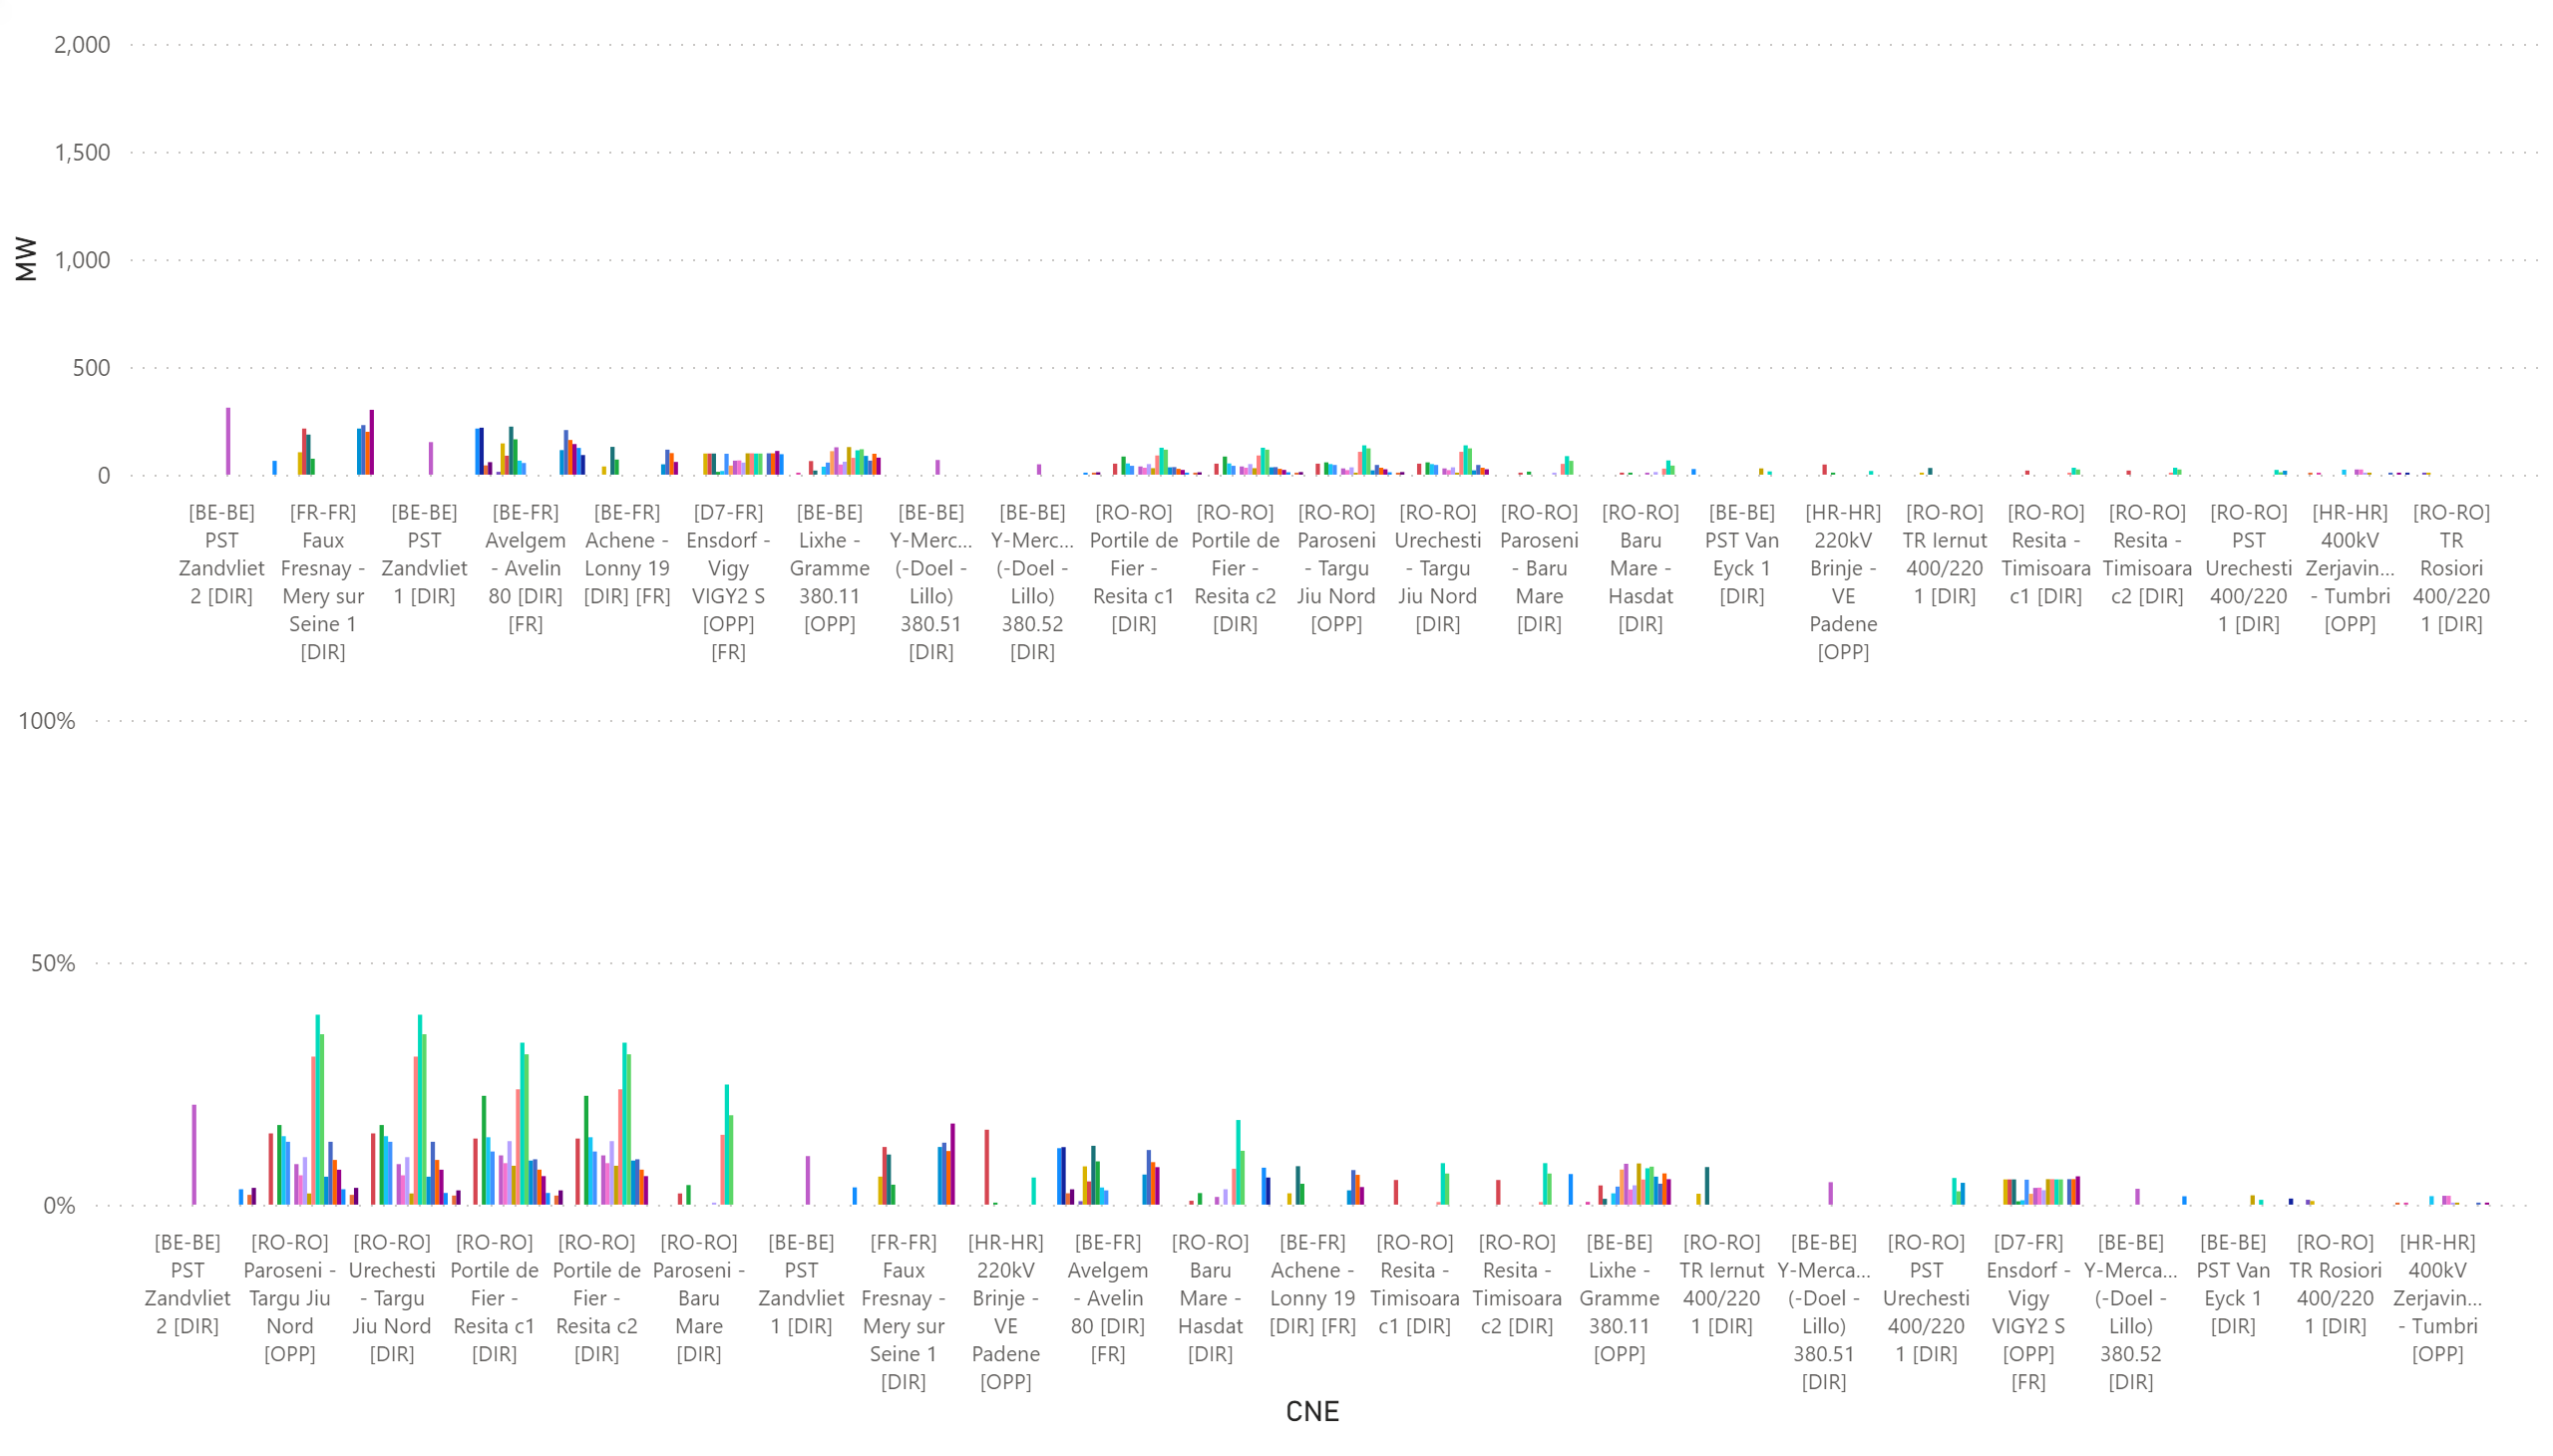 2,000
1,500
1,000
500
0
MW
[BE-BE]
PST
Zandvliet
2 [DIR]
[FR-FR]
Faux
Fresnay -
Mery sur
Seine 1
[DIR]
[BE-BE]
PST
Zandvliet
1 [DIR]
[BE-FR]
Avelgem
- Avelin
80 [DIR]
[FR]
[BE-FR]
Achene -
Lonny 19
[DIR] [FR]
[D7-FR]
Ensdorf -
Vigy
VIGY2 S
[OPP]
[FR]
[BE-BE]
Lixhe -
Gramme
380.11
[OPP]
[BE-BE]
Y-Merc...
(-Doel -
Lillo)
380.51
[DIR]
[BE-BE]
Y-Merc...
(-Doel -
Lillo)
380.52
[DIR]
[RO-RO]
Portile de
Fier -
Resita c1
[DIR]
[RO-RO]
Portile de
Fier -
Resita c2
[DIR]
[RO-RO]
Paroseni
- Targu
Jiu Nord
[OPP]
[RO-RO]
Urechesti
- Targu
Jiu Nord
[DIR]
[RO-RO]
Paroseni
- Baru
Mare
[DIR]
[RO-RO]
Baru
Mare -
Hasdat
[DIR]
[BE-BE]
PST Van
Eyck 1
[DIR]
[HR-HR]
220kV
Brinje -
VE
Padene
[OPP]
[RO-RO]
TR Iernut
400/220
1 [DIR]
[RO-RO]
Resita -
Timisoara
c1 [DIR]
[RO-RO]
Resita -
Timisoara
c2 [DIR]
[RO-RO]
PST
Urechesti
400/220
1 [DIR]
[HR-HR]
400kV
Zerjavin...
- Tumbri
[OPP]
[RO-RO]
TR
Rosiori
400/220
1 [DIR]
100%
50%
0%
[BE-BE]
PST
Zandvliet
2 [DIR]
[RO-RO]
Paroseni -
Targu Jiu
Nord
[OPP]
[RO-RO]
Urechesti
- Targu
Jiu Nord
[DIR]
[RO-RO]
Portile de
Fier -
Resita c1
[DIR]
[RO-RO]
Portile de
Fier -
Resita c2
[DIR]
[RO-RO]
Paroseni -
Baru
Mare
[DIR]
[BE-BE]
PST
Zandvliet
1 [DIR]
[FR-FR]
Faux
Fresnay -
Mery sur
Seine 1
[DIR]
[HR-HR]
220kV
Brinje -
VE
Padene
[OPP]
[BE-FR]
Avelgem
- Avelin
80 [DIR]
[FR]
[RO-RO]
Baru
Mare -
Hasdat
[DIR]
[BE-FR]
Achene -
Lonny 19
[DIR] [FR]
[RO-RO]
Resita -
Timisoara
c1 [DIR]
[RO-RO]
Resita -
Timisoara
c2 [DIR]
[BE-BE]
Lixhe -
Gramme
380.11
[OPP]
[RO-RO]
TR Iernut
400/220
1 [DIR]
[BE-BE]
Y-Merca...
(-Doel -
Lillo)
380.51
[DIR]
[RO-RO]
PST
Urechesti
400/220
1 [DIR]
[D7-FR]
Ensdorf -
Vigy
VIGY2 S
[OPP]
[FR]
[BE-BE]
Y-Merca...
(-Doel -
Lillo)
380.52
[DIR]
[BE-BE]
PST Van
Eyck 1
[DIR]
[RO-RO]
TR Rosiori
400/220
1 [DIR]
[HR-HR]
400kV
Zerjavin...
- Tumbri
[OPP]
CNE